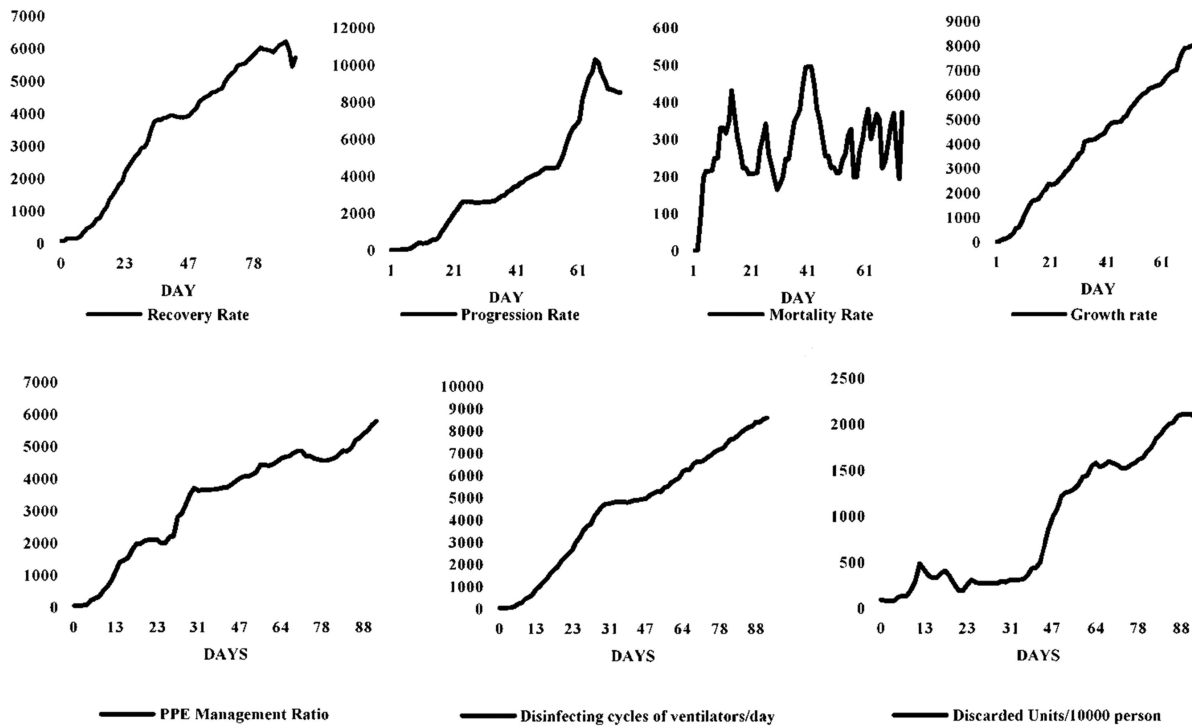 7000
6000
5000
4000
3000
2000
1000
0
0 23 47 78
DAY
Recovery Rate
12000
10000
8000
6000
4000
2000
0
1 21 41 61
DAY
Progression Rate
600
500
400
300
200
100
0
1 21 41 61
DAY
Mortality Rate
9000
8000
7000
6000
5000
4000
3000
2000
1000
0
1 21 41 61
DAY
Growth rate
7000
6000
5000
4000
3000
2000
1000
0
0 13 23 31 47 64 78 88
DAYS
PPE Management Ratio
10000
9000
8000
7000
6000
5000
4000
3000
2000
1000
0
0 13 23 31 47 64 78 88
DAYS
Disinfecting cycles of ventilators/day
2500
2000
1500
1000
500
0
0 13 23 31 47 64 78 88
DAYS
Discarded Units/10000 person